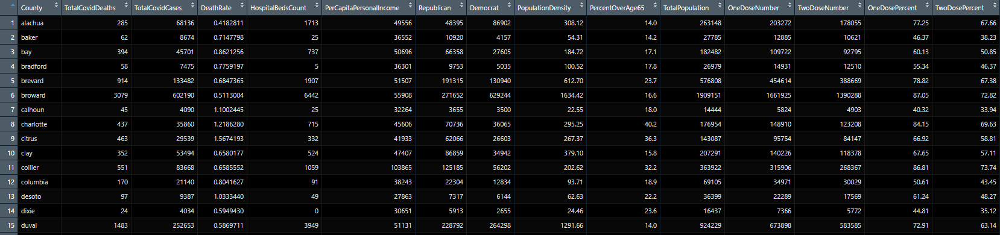 County TotalCovidDeaths TotalCovidCases DeathRate HospitalBedsCount PerCapitaPersonalIncome Republican Democrat PopulationDensity PercentOverAge65 TotalPopulation OneDoseNumber TwoDoseNumber OneDosePercent TwoDosePercent
1 alachua 285 68136 0.4182811 1713 49556 48395 86902 308.12 14.0 263148 203272 178055 77.25 67.66
2 baker 62 8674 0.7147798 25 36552 10920 4157 54.31 14.2 27785 12885 10621 46.37 38.23
3 bay 394 45701 0.8621256 737 50696 66358 27605 184.72 17.1 182482 109722 92795 60.13 50.85
4 bradford 58 7475 0.7759197 5 36301 9753 5035 100.52 17.8 26979 14931 12510 55.34 46.37
5 brevard 914 133482 0.6847365 1907 51507 191315 130940 612.70 23.7 576808 454614 388669 78.82 67.38
6 broward 3079 602190 0.5113004 6442 55908 271652 629244 1634.42 16.6 1909151 1661925 1390288 87.05 72.82
7 calhoun 45 4090 1.1002445 25 32264 3655 3500 22.55 18.0 14444 5824 4903 40.32 33.94
8 charlotte 437 35860 1.2186280 715 45606 70736 36065 295.25 40.2 176954 148910 123208 84.15 69.63
9 citrus 463 29539 1.5674193 332 41933 62066 26603 267.37 36.3 143087 95754 84147 66.92 58.81
10 clay 352 53494 0.6580177 524 47407 86859 34942 379.10 15.8 207291 140226 118378 67.65 57.11
11 collier 551 83668 0.6585552 1059 103865 125185 56202 202.62 32.2 363922 315906 268367 86.81 73.74
12 columbia 170 21140 0.8041627 91 38243 22304 12834 93.71 18.9 69105 34971 30029 50.61 43.45
13 desoto 97 9387 1.0333440 49 27863 7317 6144 62.63 22.2 36399 22289 17569 61.24 48.27
14 dixie 24 4034 0.5949430 0 30651 5913 2655 24.46 23.6 16437 7366 5772 44.81 35.12
15 duval 1483 252653 0.5869711 3949 51131 228792 264298 1291.66 14.0 924229 673898 583585 72.91 63.14